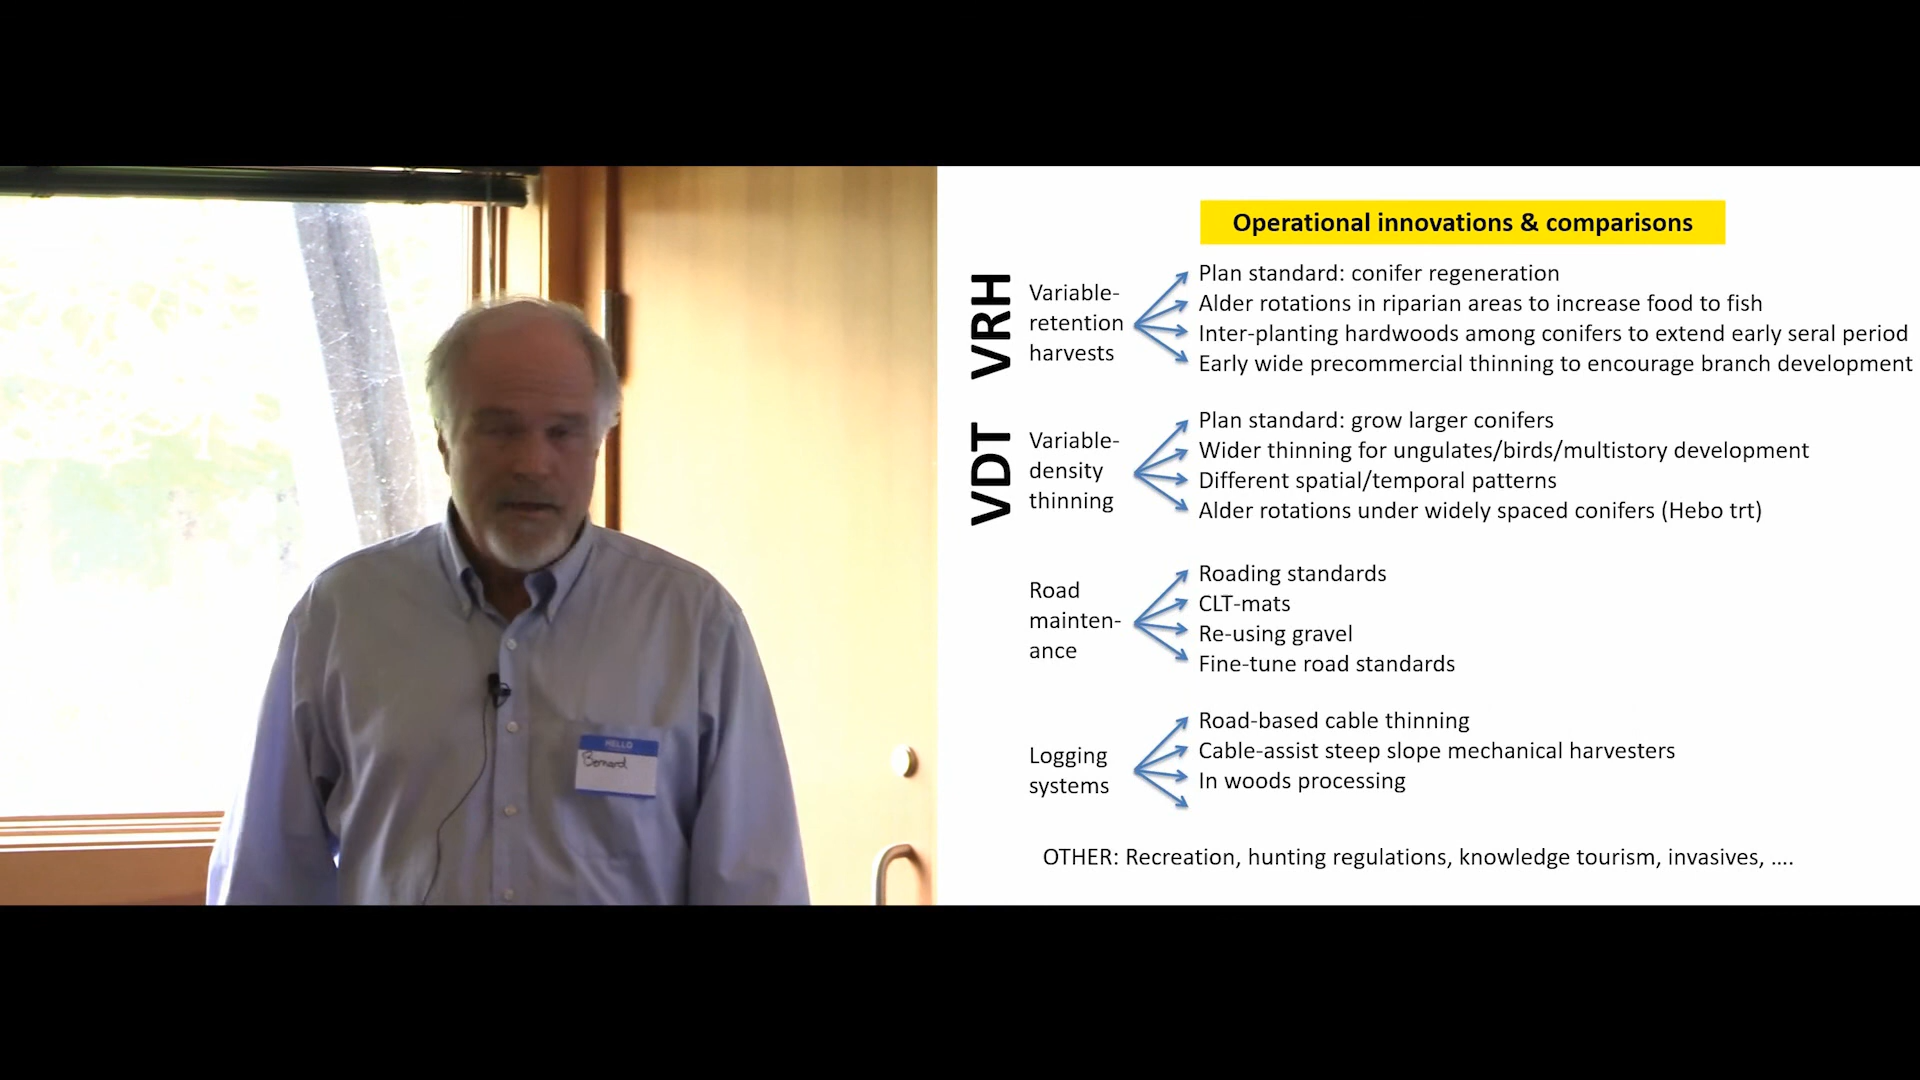 HELLO
Bernard
Operational innovations & comparisons
VRH
Variable-
retention
harvests
Plan standard: conifer regeneration
Alder rotations in riparian areas to increase food to fish
Inter-planting hardwoods among conifers to extend early seral period
Early wide precommercial thinning to encourage branch development
VDT
Variable-
density
thinning
Plan standard: grow larger conifers
Wider thinning for ungulates/birds/multistory development
Different spatial/temporal patterns
Alder rotations under widely spaced conifers (Hebo trt)
Road
mainten-
ance
Roading standards
CLT-mats
Re-using gravel
Fine-tune road standards
Logging
systems
Road-based cable thinning
Cable-assist steep slope mechanical harvesters
In woods processing
OTHER: Recreation, hunting regulations, knowledge tourism, invasives, ....